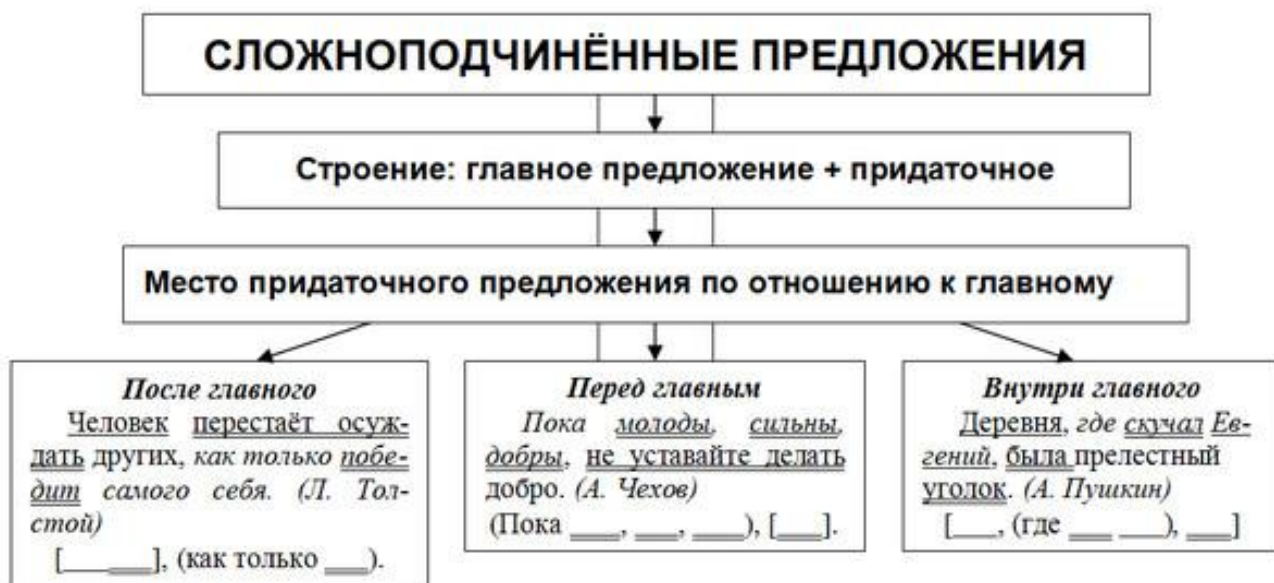 СЛОЖНОПОДЧИНЁННЫЕ ПРЕДЛОЖЕНИЯ
Строение: главное предложение + придаточное
Место придаточного предложения по отношению к главному
После главного
Человек перестаёт осуж-
дать других, как только побе-
дит самого себя. (Л. Тол-
стой)
[___ ___], (как только ___).
Перед главным
Пока молоды, сильны,
добры, не уставайте делать
добро. (А. Чехов)
(Пока ___, ___, ___), [___].
Внутри главного
Деревня, где скучал Ев-
гений, была прелестный
уголок. (А. Пушкин)
[___, (где ___ ___), ___]